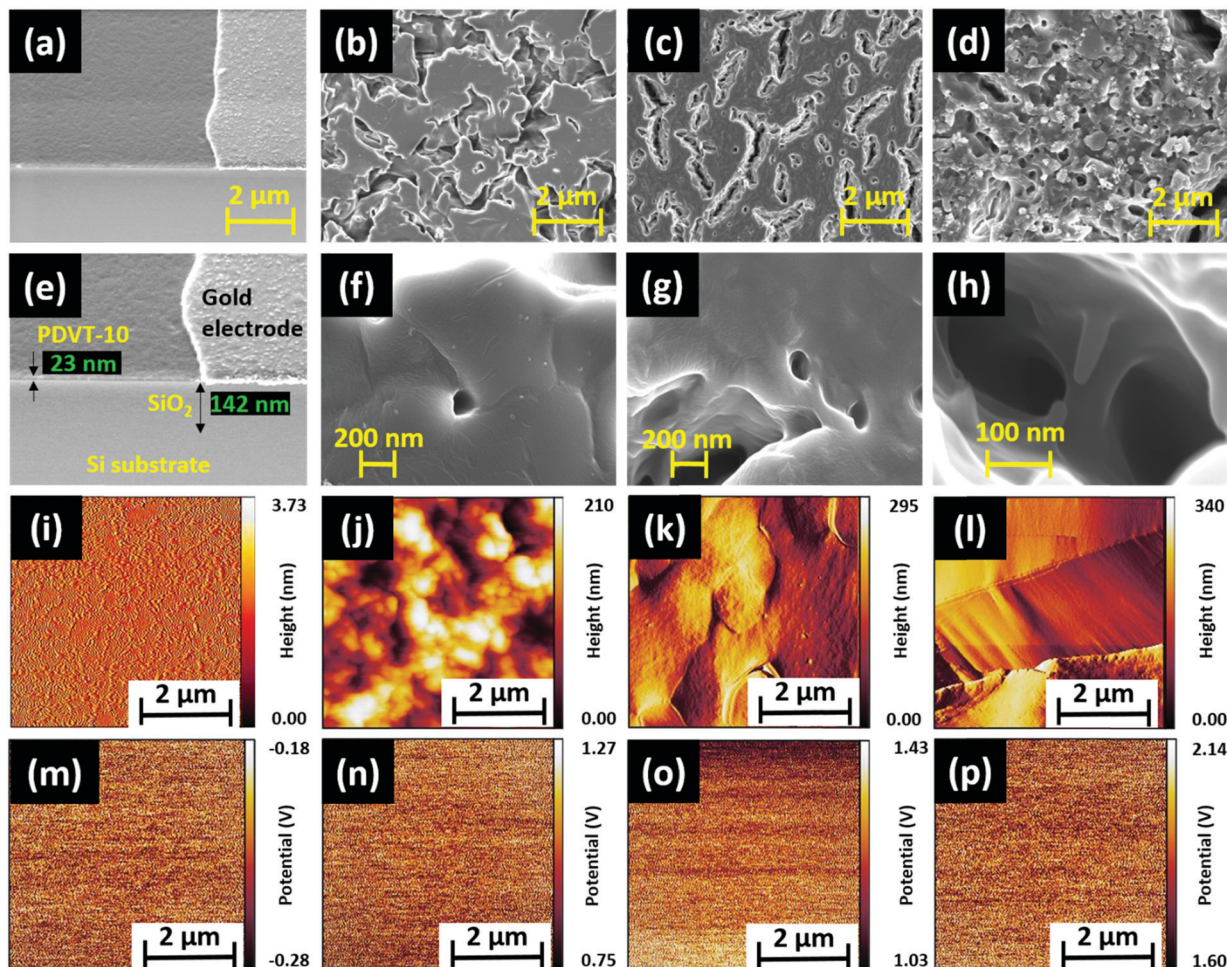 (a)
2 µm
(b)
2 µm
(c)
2 µm
(d)
2 µm
(e)
Gold
electrode
PDVT-10
23 nm
SiO2
142 nm
Si substrate
(f)
200 nm
(g)
200 nm
(h)
100 nm
(i)
2 µm
3.73
Height (nm)
0.00
(j)
2 µm
210
Height (nm)
0.00
(k)
2 µm
295
Height (nm)
0.00
(l)
2 µm
340
Height (nm)
0.00
(m)
2 µm
-0.18
Potential (V)
-0.28
(n)
2 µm
1.27
Potential (V)
0.75
(o)
2 µm
1.43
Potential (V)
1.03
(p)
2 µm
2.14
Potential (V)
1.60